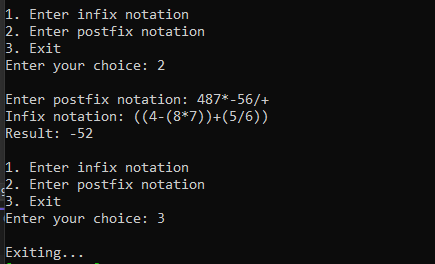 1. Enter infix notation
2. Enter postfix notation
3. Exit
Enter your choice: 2
Enter postfix notation: 487*-56/+
Infix notation: ((4-(8*7))+(5/6))
Result: -52
1. Enter infix notation
2. Enter postfix notation
3. Exit
Enter your choice: 3
Exiting...